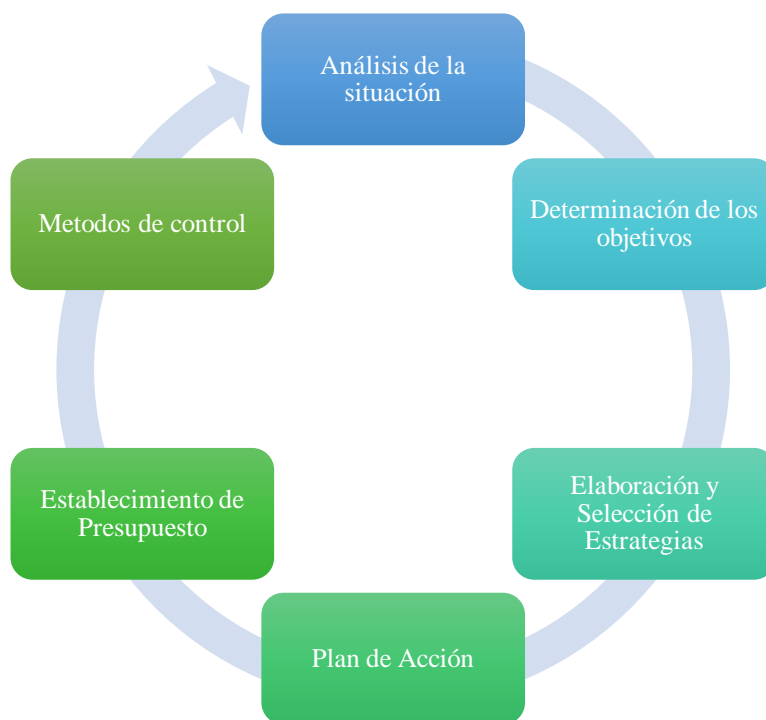 Análisis de la
situación
Determinación de los
objetivos
Elaboración y
Selección de
Estrategias
Plan de Acción
Establecimiento de
Presupuesto
Metodos de control